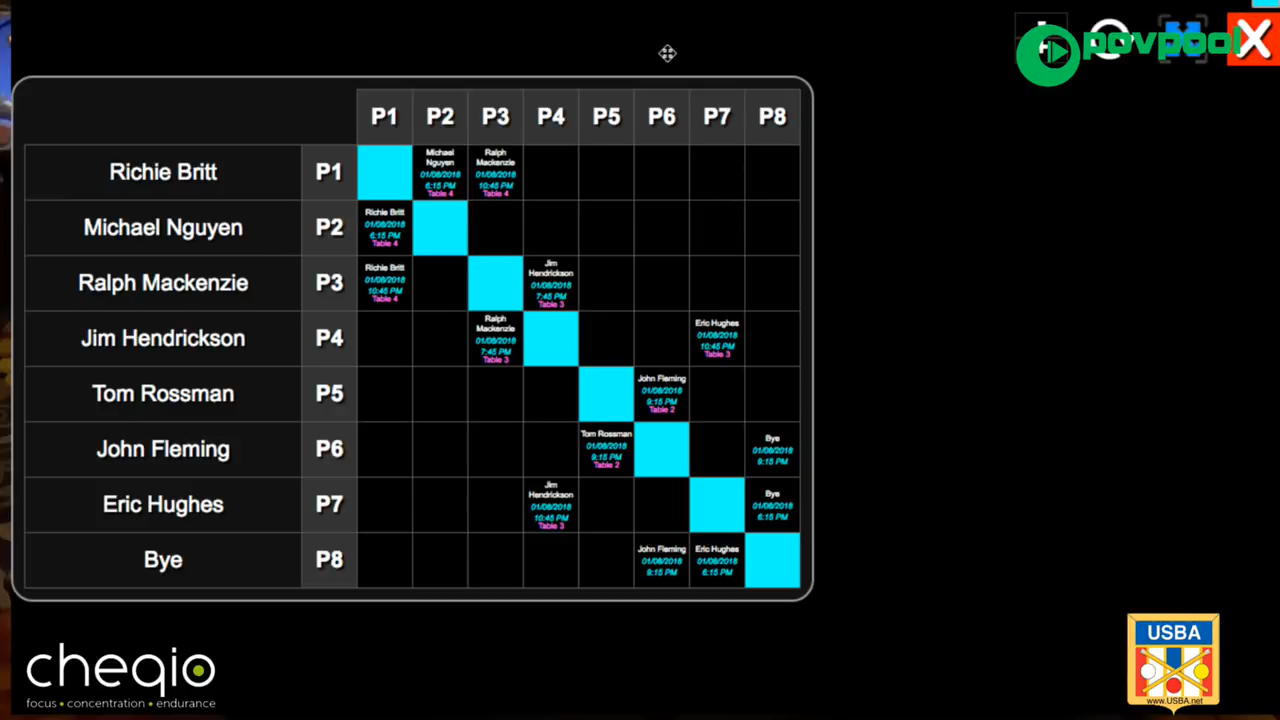 povpool
P1 P2 P3 P4 P5 P6 P7 P8
Richie Britt P1
Michael
Nguyen
01/08/2018
6:15 PM
Table 4
Ralph
Mackenzie
01/08/2018
10:45 PM
Table 4
Michael Nguyen P2
Richie Britt
01/08/2018
6:15 PM
Table 4
Ralph Mackenzie P3
Richie Britt
01/08/2018
10:45 PM
Table 4
Jim
Hendrickson
01/08/2018
7:45 PM
Table 3
Jim Hendrickson P4
Ralph
Mackenzie
01/08/2018
7:45 PM
Table 3
Eric Hughes
01/08/2018
10:45 PM
Table 3
Tom Rossman P5
John Fleming
01/08/2018
9:15 PM
Table 2
John Fleming P6
Tom Rossman
01/08/2018
9:15 PM
Table 2
Bye
01/08/2018
9:15 PM
Eric Hughes P7
Jim
Hendrickson
01/08/2018
10:45 PM
Table 3
Bye
01/08/2018
6:15 PM
Bye P8
John Fleming
01/08/2018
9:15 PM
Eric Hughes
01/08/2018
6:15 PM
cheqio
focus • concentration • endurance
USBA
www.USBA.net